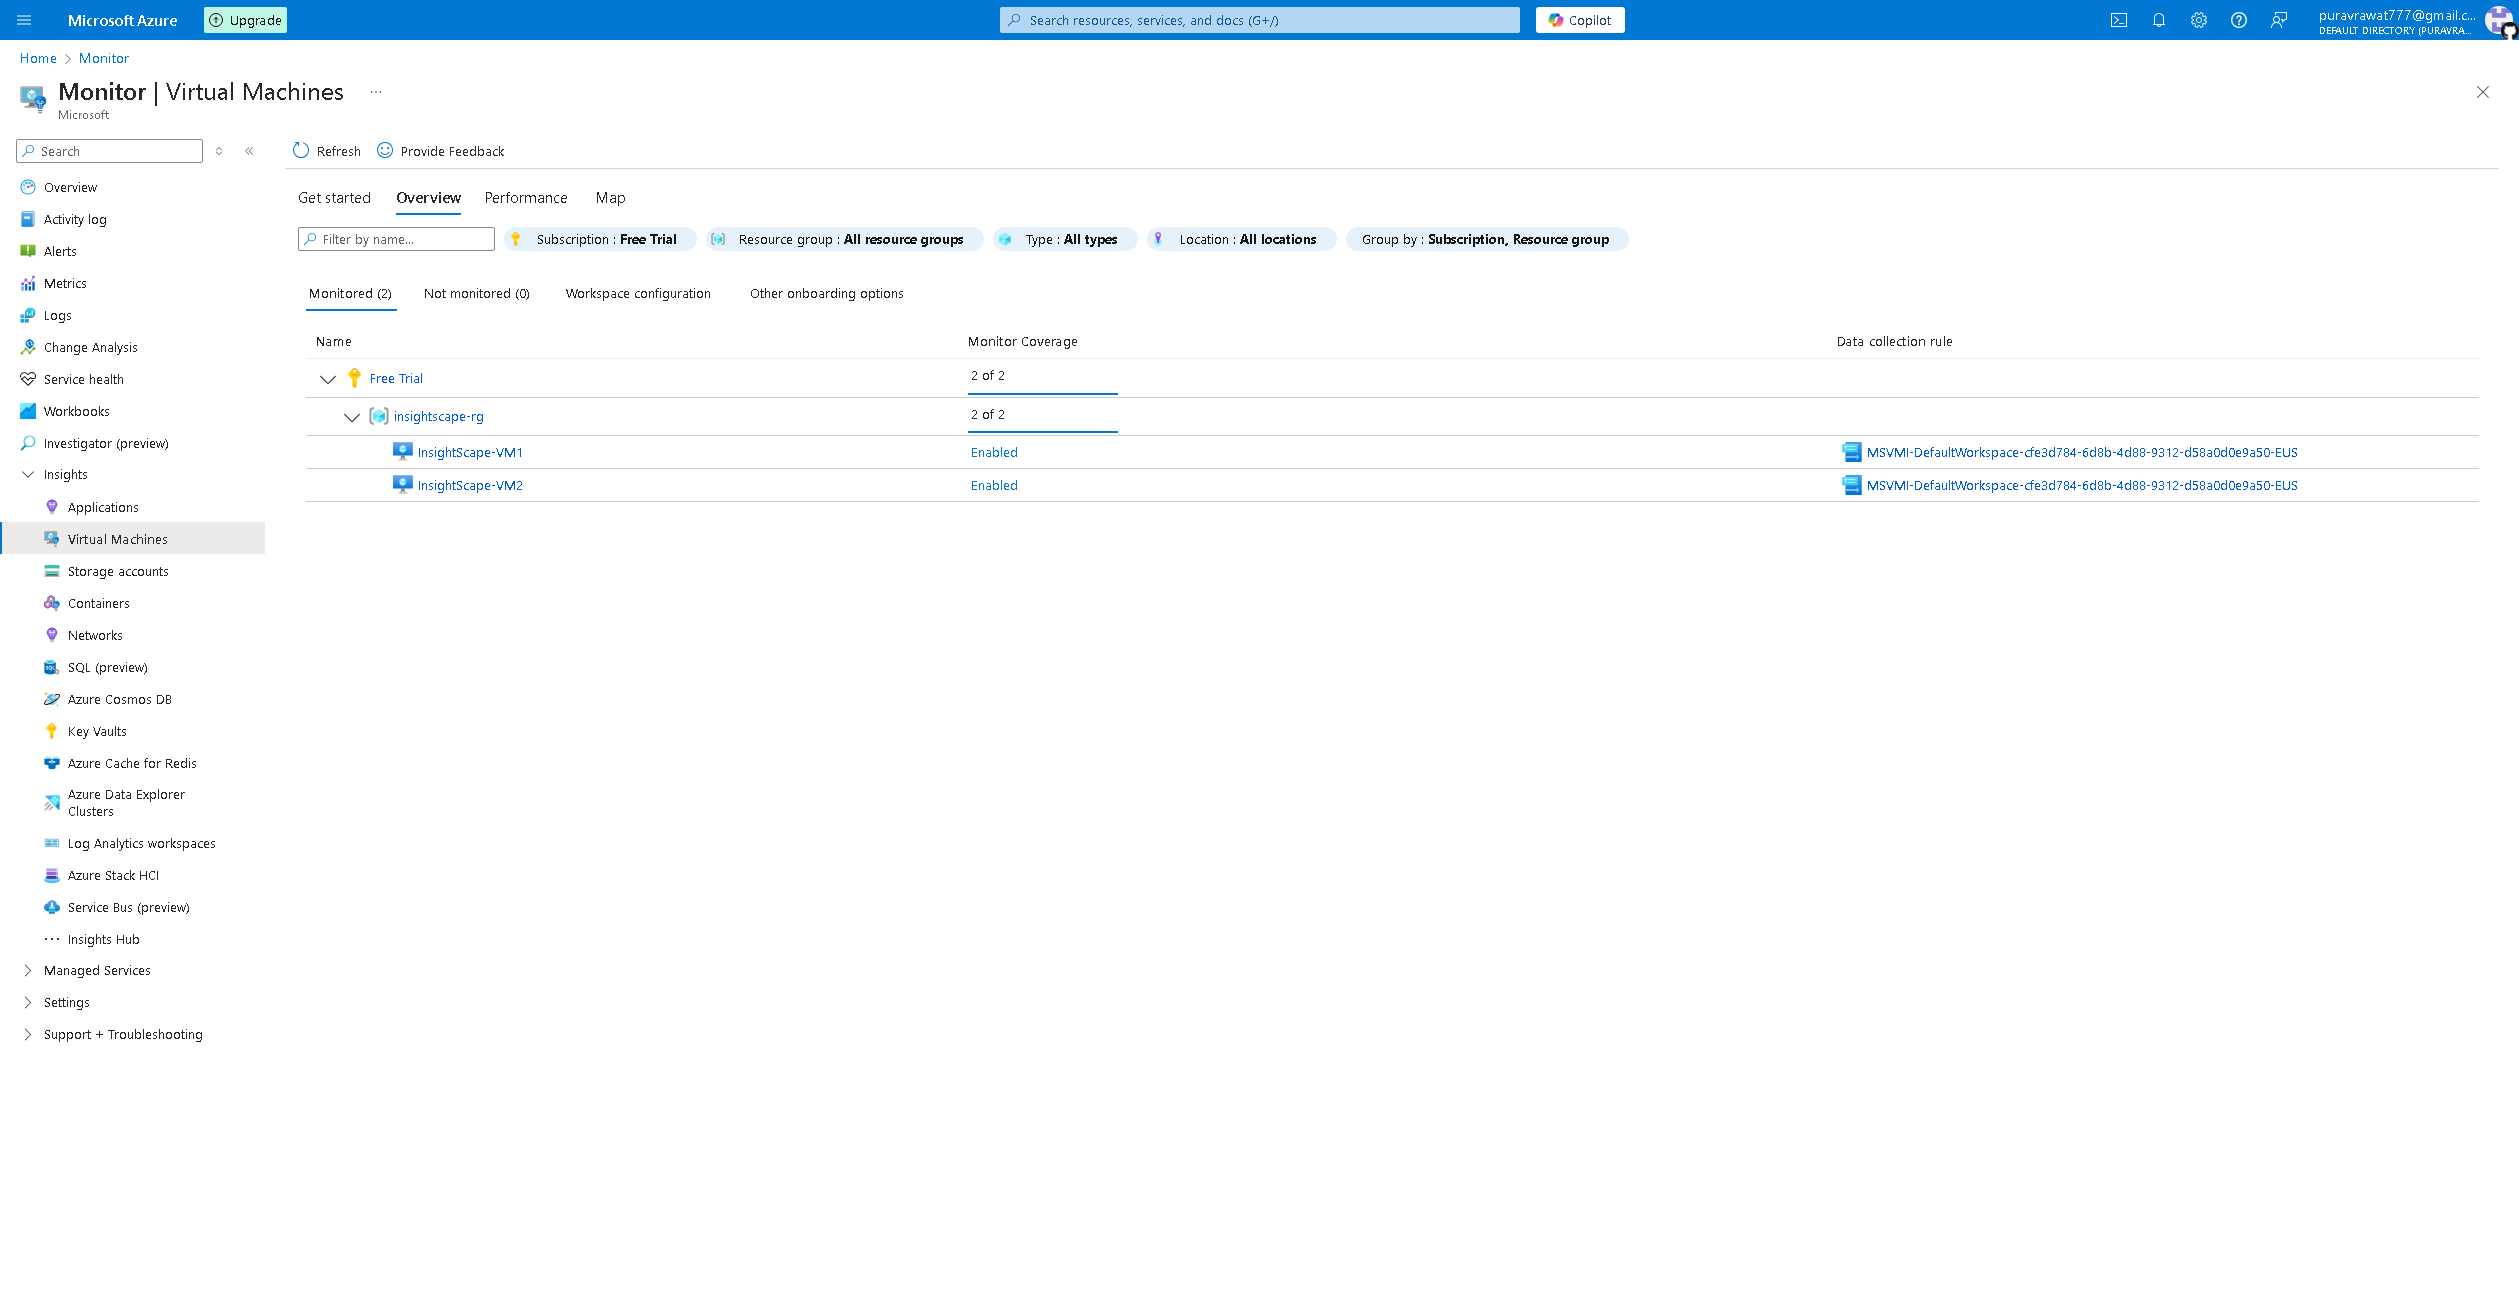 Microsoft Azure
Upgrade
Search resources, services, and docs (G+/)
Copilot
puravrawat777@gmail.c...
DEFAULT DIRECTORY (PURAVRA...
Home > Monitor
Monitor | Virtual Machines ...
Microsoft
Search
Refresh
Provide Feedback
Overview
Activity log
Alerts
Metrics
Logs
Change Analysis
Service health
Workbooks
Investigator (preview)
Insights
Applications
Virtual Machines
Storage accounts
Containers
Networks
SQL (preview)
Azure Cosmos DB
Key Vaults
Azure Cache for Redis
Azure Data Explorer
Clusters
Log Analytics workspaces
Azure Stack HCI
Service Bus (preview)
Insights Hub
Managed Services
Settings
Support + Troubleshooting
Get started Overview Performance Map
Filter by name...
Subscription : Free Trial
Resource group : All resource groups
Type : All types
Location : All locations
Group by : Subscription, Resource group
Monitored (2) Not monitored (0) Workspace configuration Other onboarding options
Name Monitor Coverage Data collection rule
Free Trial 2 of 2
insightscape-rg 2 of 2
InsightScape-VM1 Enabled MSVMI-DefaultWorkspace-cfe3d784-6d8b-4d88-9312-d58a0d0e9a50-EUS
InsightScape-VM2 Enabled MSVMI-DefaultWorkspace-cfe3d784-6d8b-4d88-9312-d58a0d0e9a50-EUS